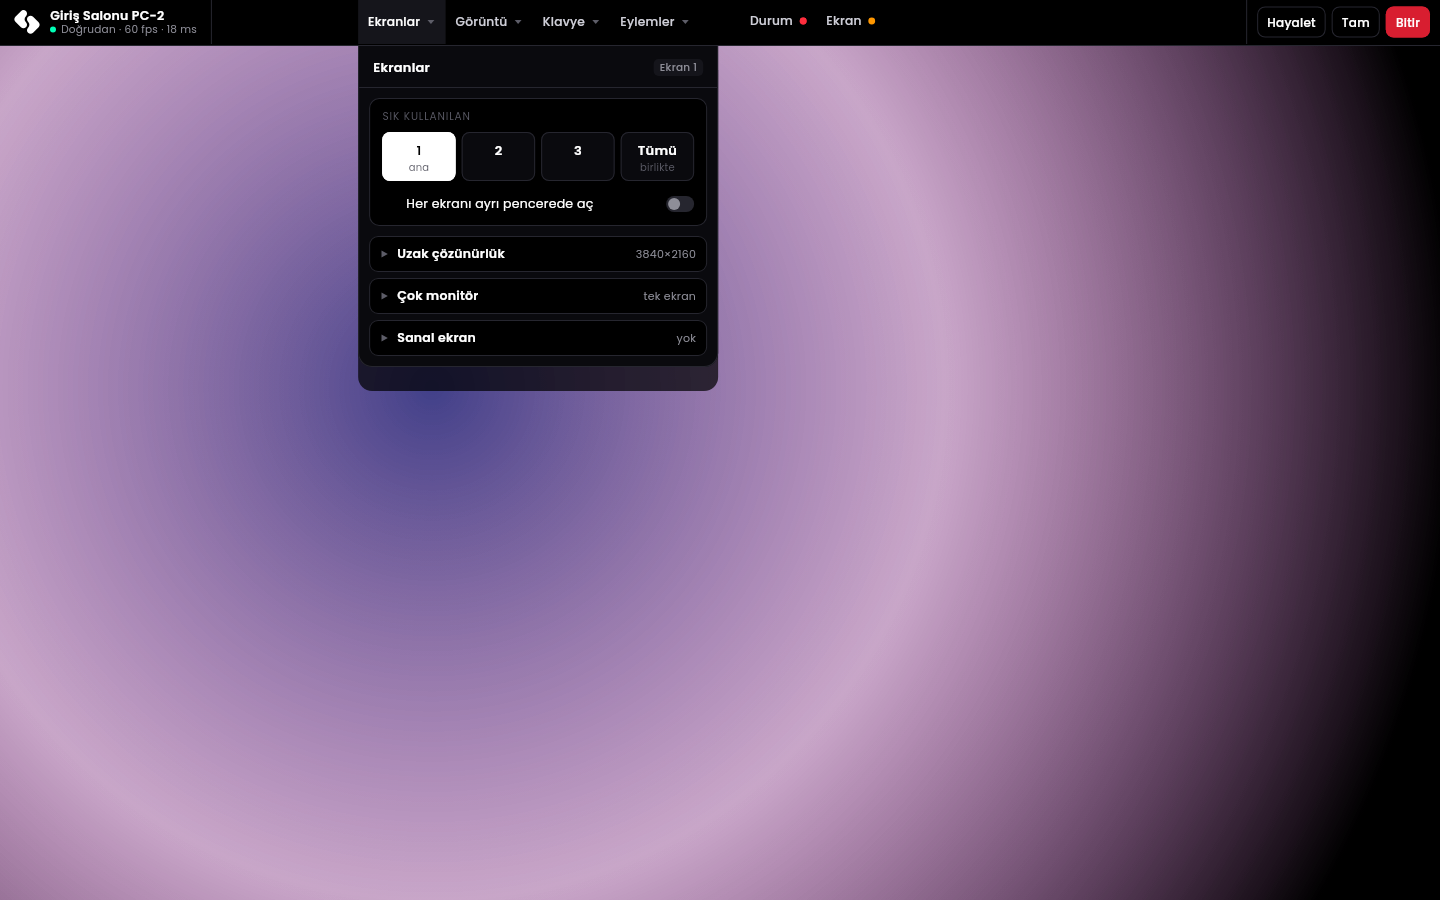 Giriş Salonu PC-2
Doğrudan · 60 fps · 18 ms
Ekranlar
Görüntü
Klavye
Eylemler
Durum
Ekran
Hayalet
Tam
Bitir
Ekranlar
Ekran 1
SIK KULLANILAN
1
ana
2
3
Tümü
birlikte
Her ekranı ayrı pencerede aç
Uzak çözünürlük
3840×2160
Çok monitör
tek ekran
Sanal ekran
yok